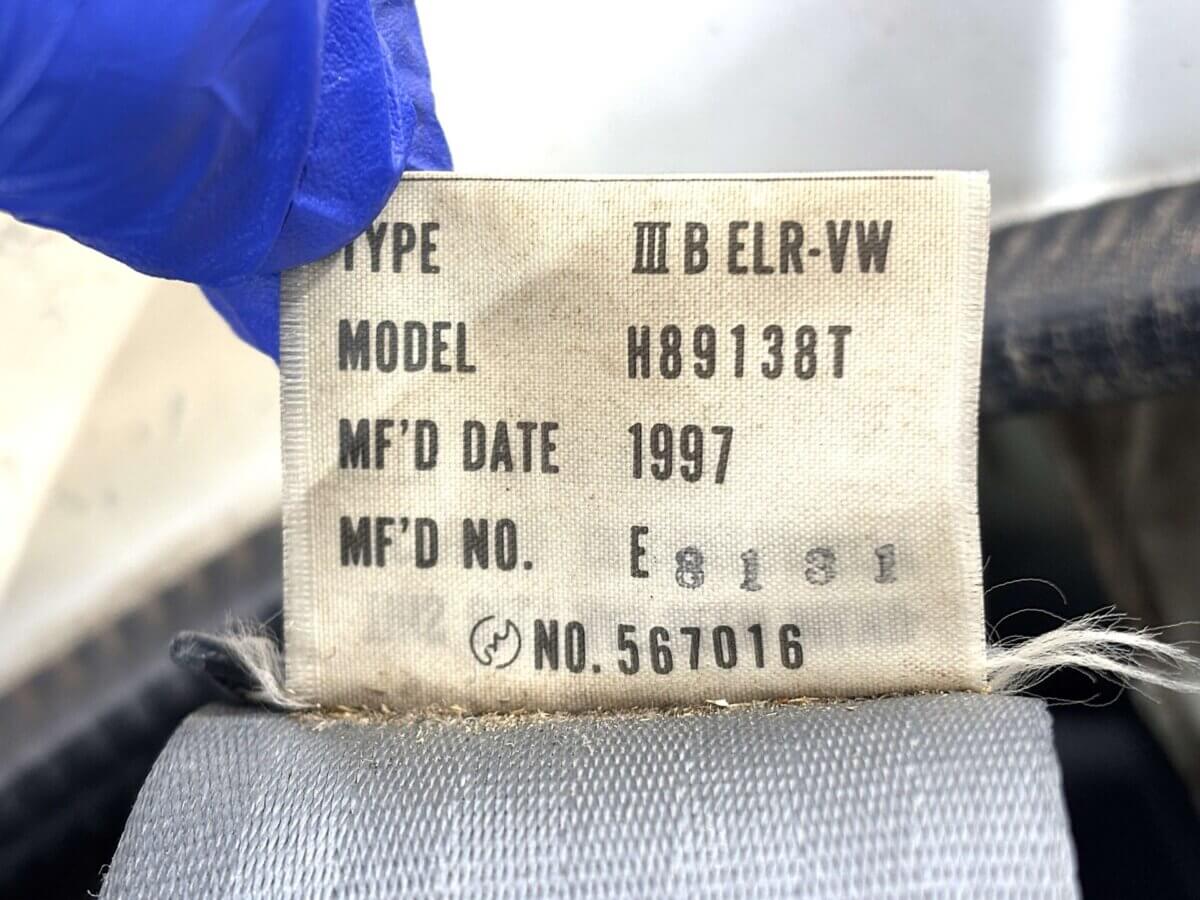 TYPE Ⅲ B ELR-VW
MODEL H89138T
MF'D DATE 1997
MF'D NO. E 8131
NO. 567016